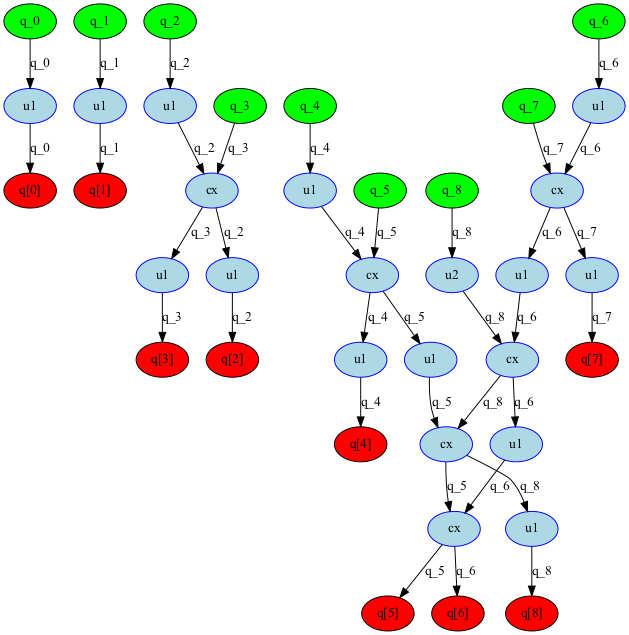 q_0 q_1 q_2 q_6
q_0 q_1 q_2 q_6
u1 u1 u1 q_3 q_4 q_7 u1
q_0 q_1 q_2 q_3 q_4 q_7 q_6
q[0] q[1] cx u1 q_5 q_8 cx
q_3 q_2 q_4 q_5 q_8 q_6 q_7
u1 u1 cx u2 u1 u1
q_3 q_2 q_4 q_5 q_8 q_6 q_7
q[3] q[2] u1 u1 cx q[7]
q_4 q_5 q_8 q_6
q[4] cx u1
q_5 q_6 q_8
cx u1
q_5 q_6 q_8
q[5] q[6] q[8]